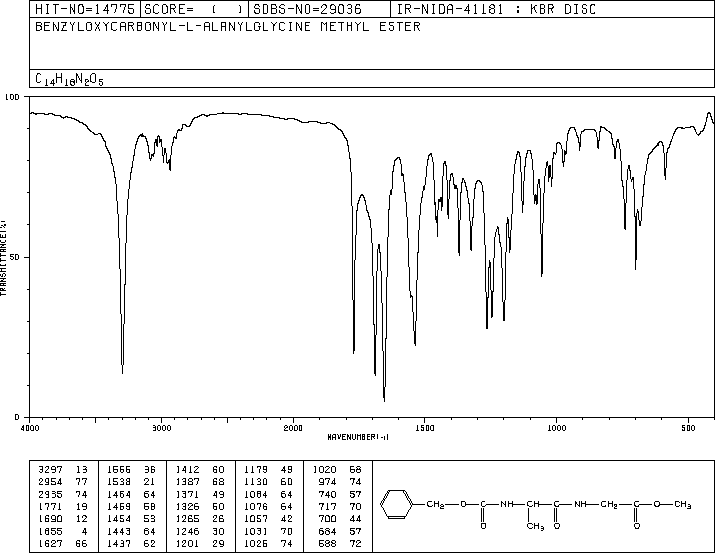 HIT-NO=14775 SCORE= ( ) SDBS-NO=29036 IR-NIDA-41181 : KBR DISC
BENZYLOXYCARBONYL-L-ALANYLGLYCINE METHYL ESTER
C14H18N2O5
100
50
0
TRANSMITTANCE(%)
4000 3000 2000 1500 1000 500
WAVENUMBER(-1)
3297 13 1566 36 1412 60 1179 49 1020 68
2954 77 1538 21 1387 68 1130 60 974 74
2935 74 1464 64 1371 49 1084 64 740 57
1771 19 1459 58 1326 50 1076 64 717 70
1690 12 1454 53 1265 26 1057 42 700 44
1655 4 1443 64 1246 30 1031 70 684 57
1627 66 1437 62 1201 29 1026 74 588 72
CH2 O C NH CH C NH CH2 C O CH3
O CH3 O O